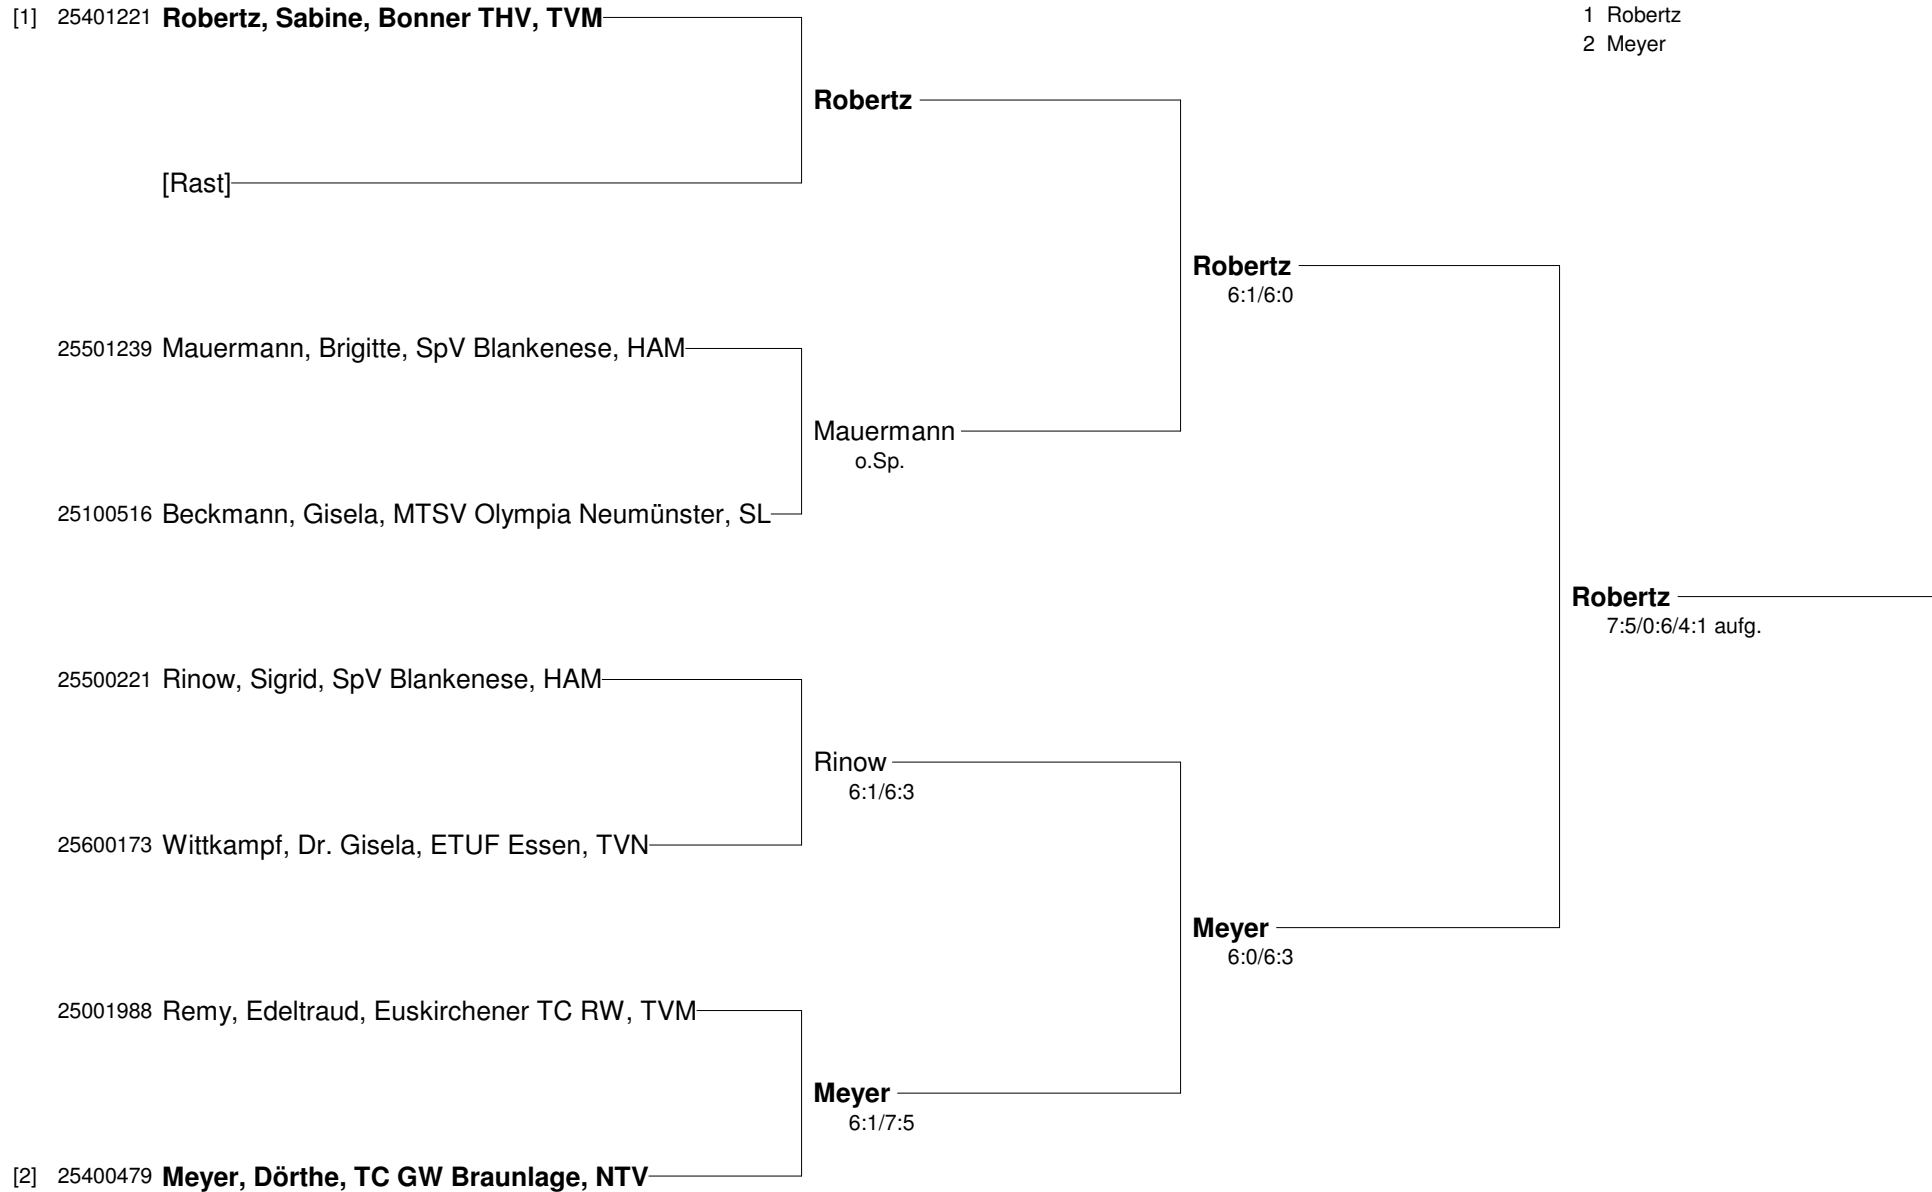 [1] 25401221 Robertz, Sabine, Bonner THV, TVM
1 Robertz
2 Meyer
Robertz
[Rast]
Robertz
6:1/6:0
25501239 Mauermann, Brigitte, SpV Blankenese, HAM
Mauermann
o.Sp.
25100516 Beckmann, Gisela, MTSV Olympia Neumünster, SL
Robertz
7:5/0:6/4:1 aufg.
25500221 Rinow, Sigrid, SpV Blankenese, HAM
Rinow
6:1/6:3
25600173 Wittkampf, Dr. Gisela, ETUF Essen, TVN
Meyer
6:0/6:3
25001988 Remy, Edeltraud, Euskirchener TC RW, TVM
Meyer
6:1/7:5
[2] 25400479 Meyer, Dörthe, TC GW Braunlage, NTV